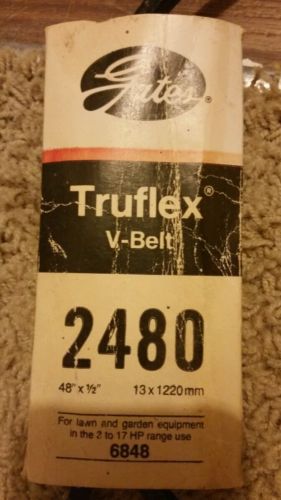 Gates®
Truflex®
V-Belt
2480
48" x ½" 13 x 1220 mm
For lawn and garden equipment
in the 2 to 17 HP range use
6848